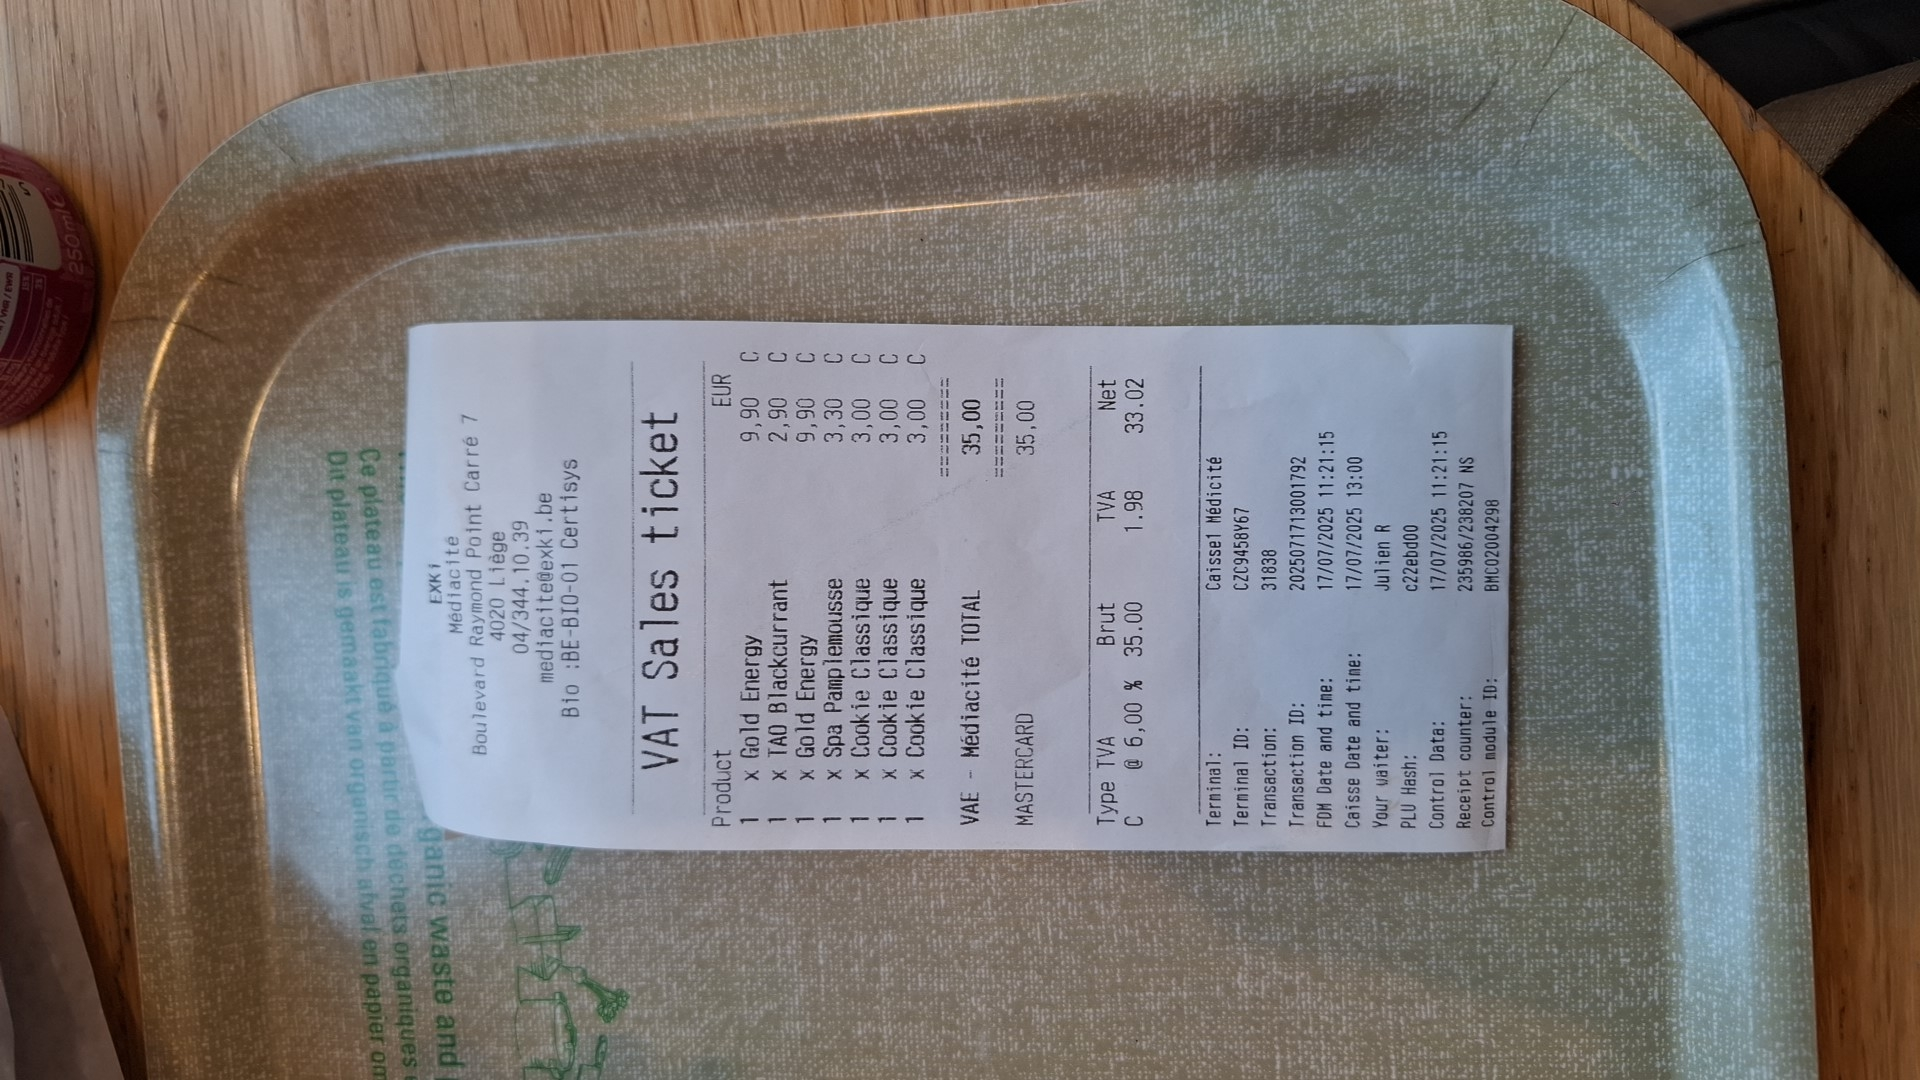 EXKi
Médiacité
Boulevard Raymond Point Carré 7
4020 Liège
04/344.10.39
mediacite@exki.be
Bio :BE-BIO-01 Certisys
VAT Sales ticket
Product EUR
1 x Gold Energy 9,90 C
1 x TAO Blackcurrant 2,90 C
1 x Gold Energy 9,90 C
1 x Spa Pamplemousse 3,30 C
1 x Cookie Classique 3,00 C
1 x Cookie Classique 3,00 C
1 x Cookie Classique 3,00 C
==========
VAE - Médiacité TOTAL 35,00
==========
MASTERCARD 35,00
Type TVA Brut TVA Net
C @ 6,00 % 35.00 1.98 33.02
Terminal: Caisse1 Médicité
Terminal ID: CZC9458V67
Transaction: 31838
Transaction ID: 20250717113001792
FDM Date and time: 17/07/2025 11:21:15
Caisse Date and time: 17/07/2025 13:00
Your waiter: Julien R
PLU Hash: c22ebd00
Control Data: 17/07/2025 11:21:15
Receipt counter: 235986/238207 NS
Control module ID: BMC02004298
ganic waste and
Ce plateau est fabriqué à partir de déchets organiques
Dit plateau is gemaakt van organisch afval en papier
250ml